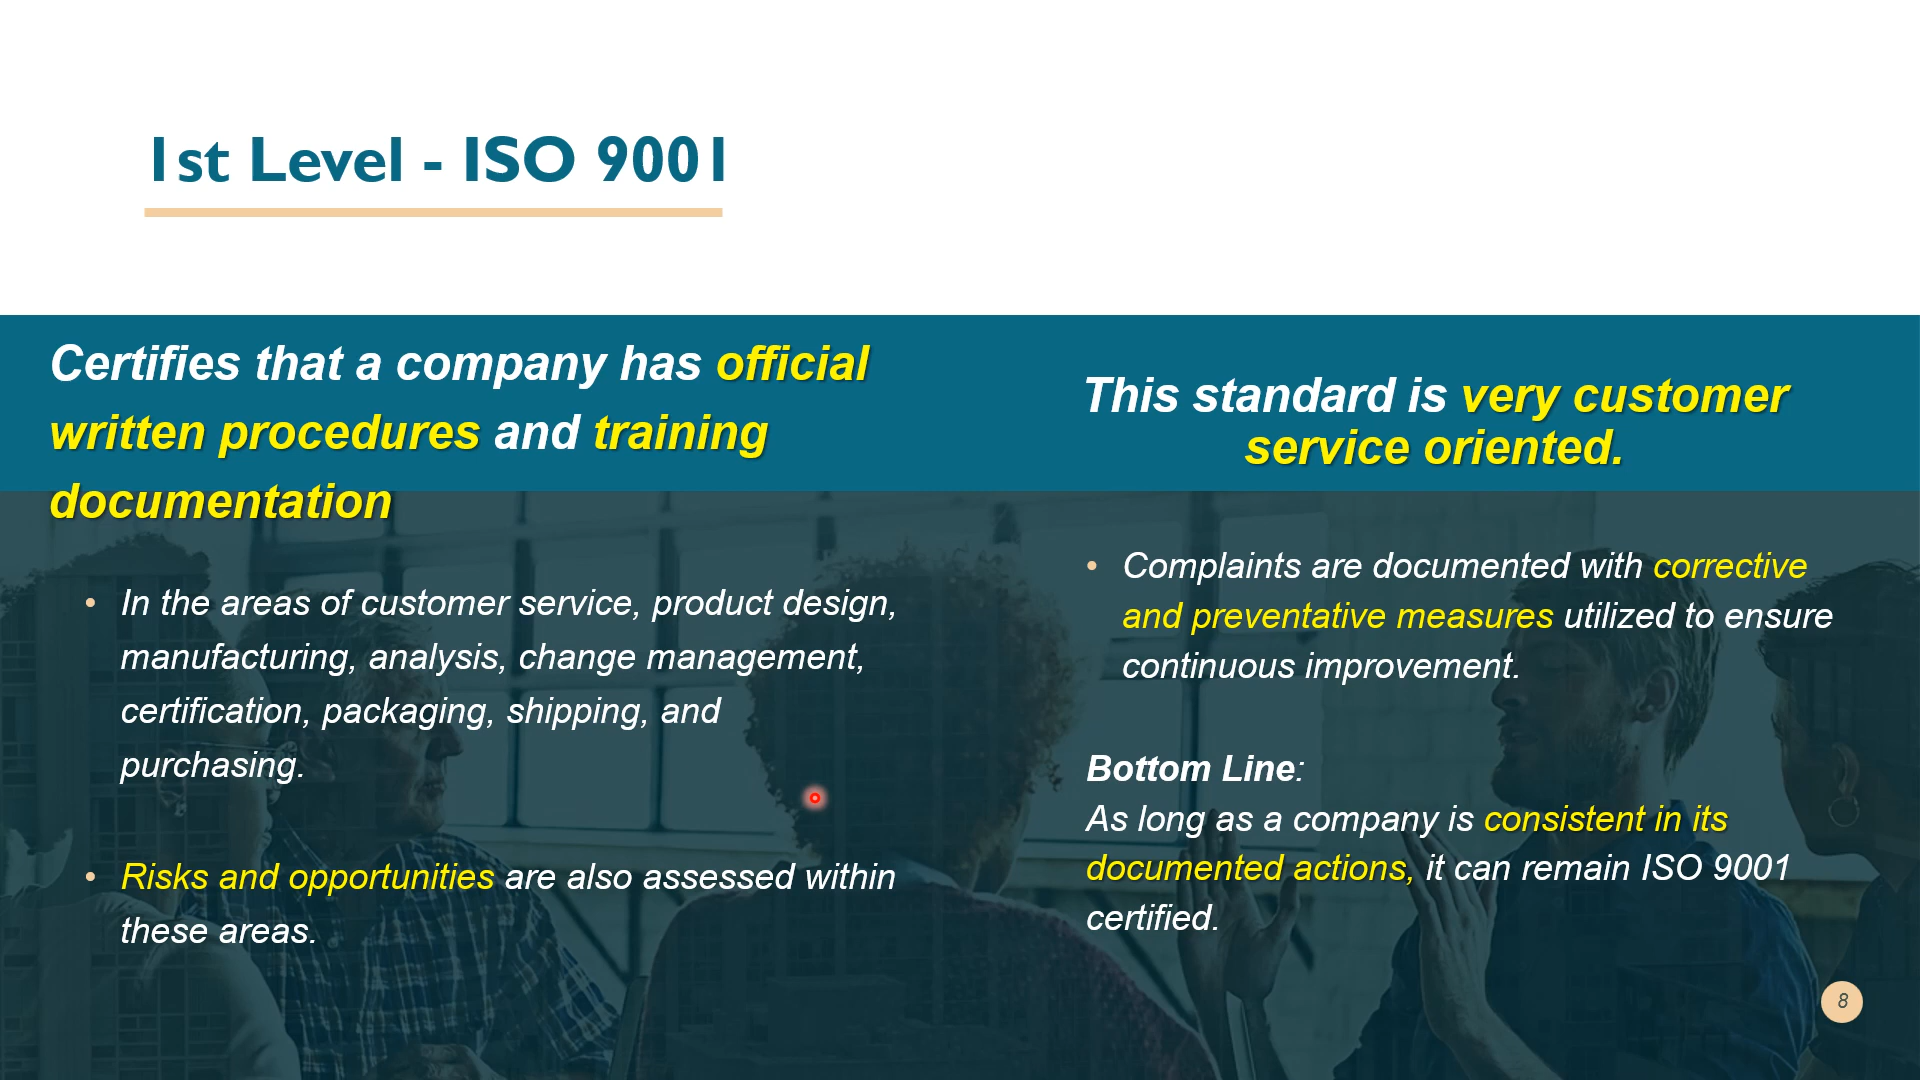 1st Level - ISO 9001
Certifies that a company has official
written procedures and training
documentation
• In the areas of customer service, product design,
manufacturing, analysis, change management,
certification, packaging, shipping, and
purchasing.
• Risks and opportunities are also assessed within
these areas.
This standard is very customer
service oriented.
• Complaints are documented with corrective
and preventative measures utilized to ensure
continuous improvement.
Bottom Line:
As long as a company is consistent in its
documented actions, it can remain ISO 9001
certified.
8